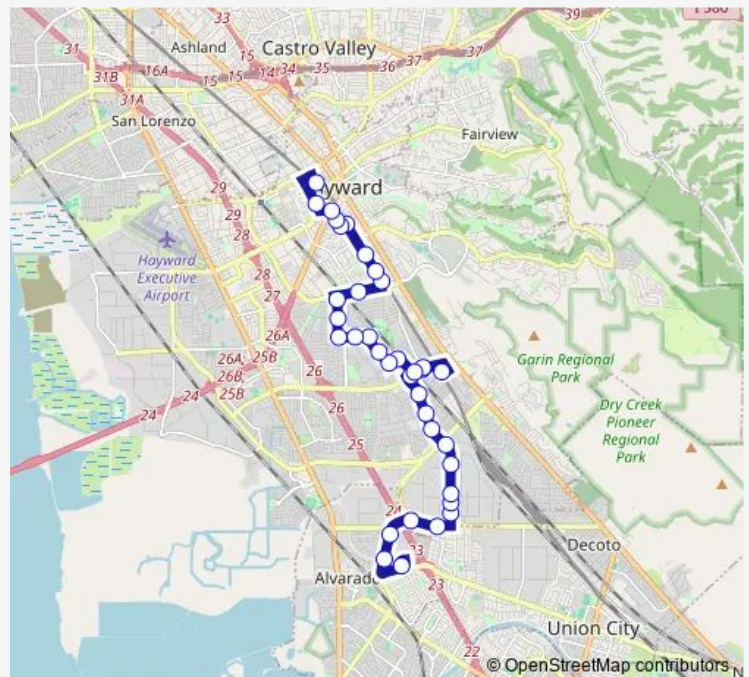 I 580
39
33
31
Ashland
Castro Valley
15
37
31B
16A
15
15
14
34
35
36
37
37
31A
San Lorenzo
Fairview
29
yward
29
28
Hayward
Executive
Airport
28
27
26A
26A,
26B,
25B
25B
26
Garin Regional
Park
24
24
26
Dry Creek
Pioneer
Regional
Park
25
24
23
Decoto
Alvarado
23
Union City
22
© OpenStreetMap contributors
N